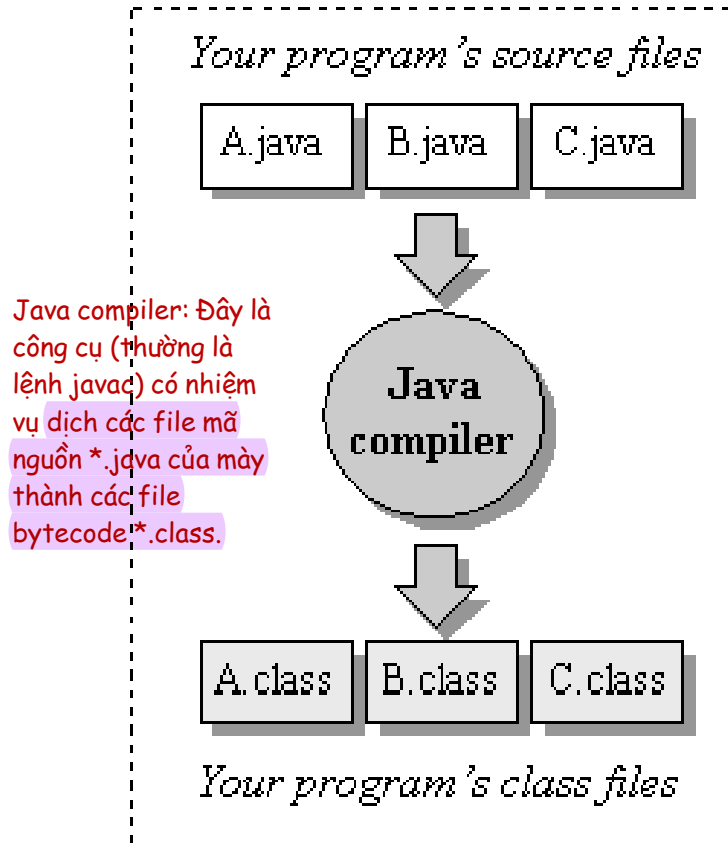 Your program's source files
A.java B.java C.java
Java compiler: Đây là
công cụ (thường là
lệnh javac) có nhiệm
vụ dịch các file mã
nguồn *.java của mày
thành các file
bytecode *.class.
Java
compiler
A.class B.class C.class
Your program's class files